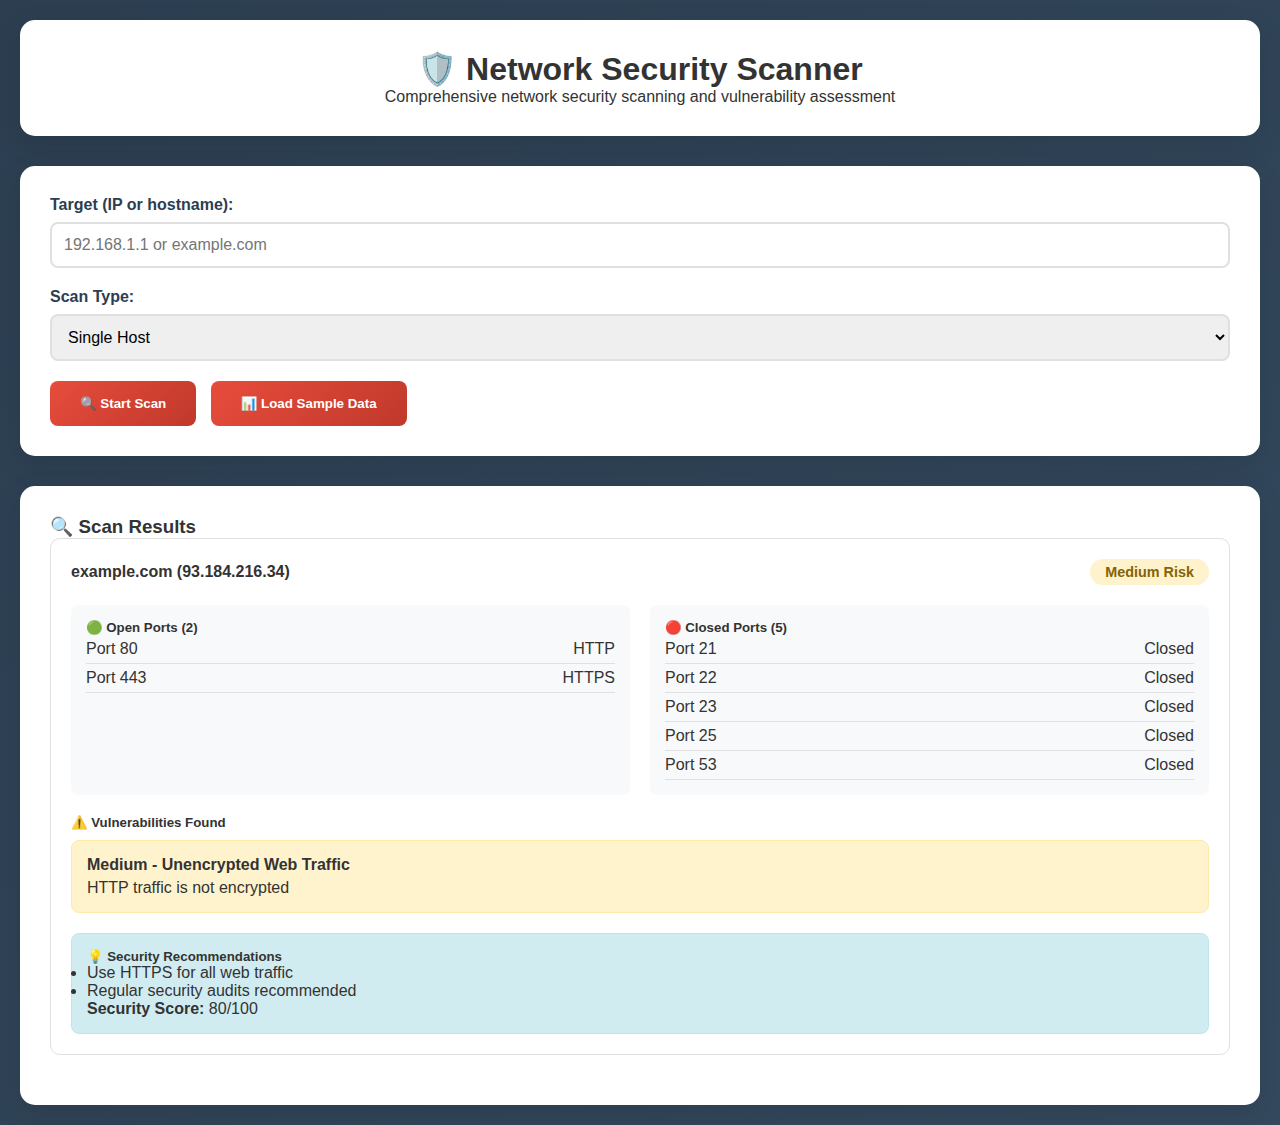 🛡️ Network Security Scanner
Comprehensive network security scanning and vulnerability assessment
Target (IP or hostname):
192.168.1.1 or example.com
Scan Type:
Single Host
🔍 Start Scan 📊 Load Sample Data
🔍 Scan Results
example.com (93.184.216.34) Medium Risk
🟢 Open Ports (2)
Port 80 HTTP
Port 443 HTTPS
🔴 Closed Ports (5)
Port 21 Closed
Port 22 Closed
Port 23 Closed
Port 25 Closed
Port 53 Closed
⚠️ Vulnerabilities Found
Medium - Unencrypted Web Traffic
HTTP traffic is not encrypted
💡 Security Recommendations
• Use HTTPS for all web traffic
• Regular security audits recommended
Security Score: 80/100